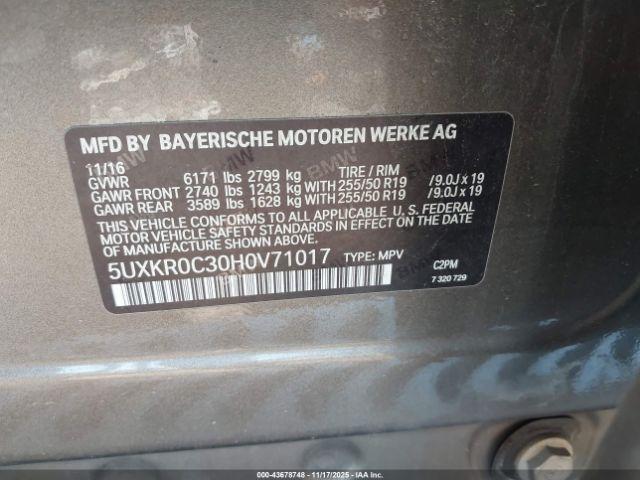 MFD BY BAYERISCHE MOTOREN WERKE AG
11/16
GVWR 6171 lbs 2799 kg TIRE / RIM
GAWR FRONT 2740 lbs 1243 kg WITH 255/50 R19 /9.0J x 19
GAWR REAR 3589 lbs 1628 kg WITH 255/50 R19 /9.0J x 19
THIS VEHICLE CONFORMS TO ALL APPLICABLE U. S. FEDERAL
MOTOR VEHICLE SAFETY STANDARDS IN EFFECT ON
THE DATE OF MANUFACTURE SHOWN ABOVE.
5UXKR0C30H0V71017 TYPE: MPV
C2PM
7 320 729
000-43678748 - 11/17/2025 - IAAI.COM